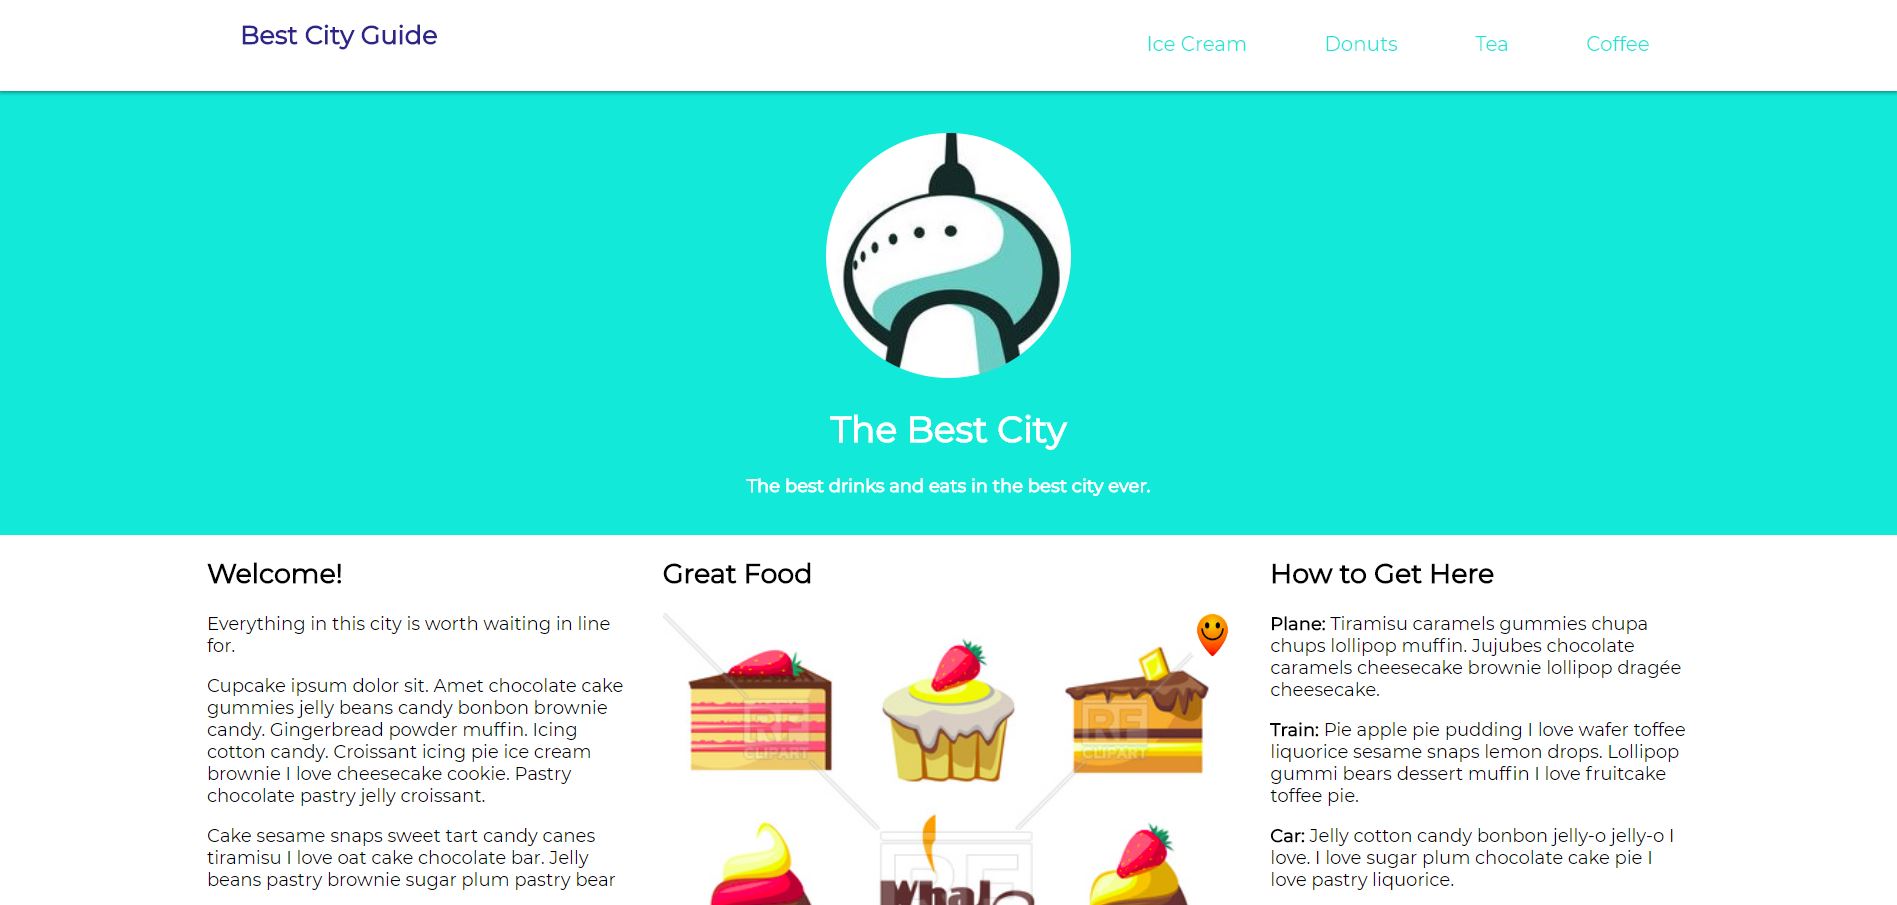 Best City Guide
Ice Cream
Donuts
Tea
Coffee
The Best City
The best drinks and eats in the best city ever.
Welcome!
Everything in this city is worth waiting in line
for.
Cupcake ipsum dolor sit. Amet chocolate cake
gummies jelly beans candy bonbon brownie
candy. Gingerbread powder muffin. Icing
cotton candy. Croissant icing pie ice cream
brownie I love cheesecake cookie. Pastry
chocolate pastry jelly croissant.
Cake sesame snaps sweet tart candy canes
tiramisu I love oat cake chocolate bar. Jelly
beans pastry brownie sugar plum pastry bear
Great Food
RF
CLIPART
RF
CLIPART
RF
How to Get Here
Plane: Tiramisu caramels gummies chupa
chups lollipop muffin. Jujubes chocolate
caramels cheesecake brownie lollipop dragée
cheesecake.
Train: Pie apple pie pudding I love wafer toffee
liquorice sesame snaps lemon drops. Lollipop
gummi bears dessert muffin I love fruitcake
toffee pie.
Car: Jelly cotton candy bonbon jelly-o jelly-o I
love. I love sugar plum chocolate cake pie I
love pastry liquorice.